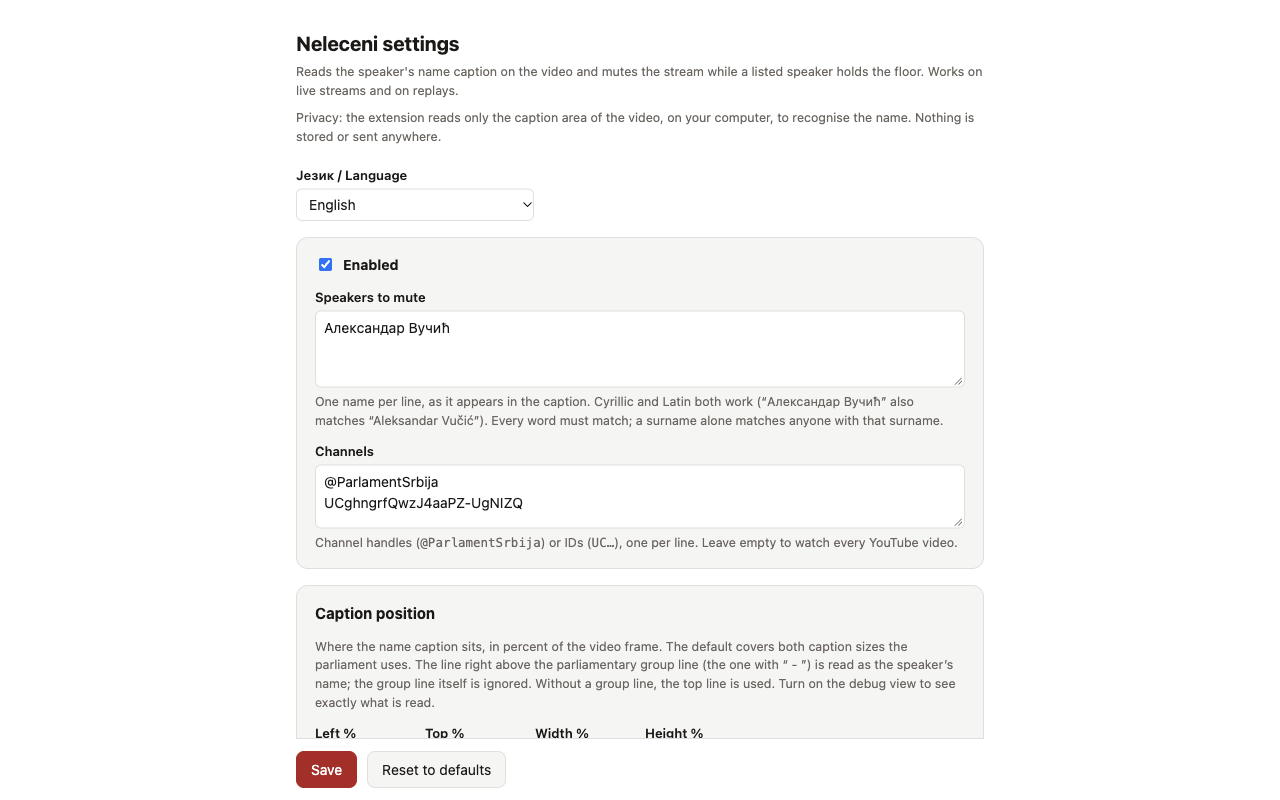 Neleceni settings
Reads the speaker's name caption on the video and mutes the stream while a listed speaker holds the floor. Works on
live streams and on replays.
Privacy: the extension reads only the caption area of the video, on your computer, to recognise the name. Nothing is
stored or sent anywhere.
Језик / Language
English
Enabled
Speakers to mute
Александар Вучић
One name per line, as it appears in the caption. Cyrillic and Latin both work (“Александар Вучић” also
matches “Aleksandar Vučić”). Every word must match; a surname alone matches anyone with that surname.
Channels
@ParlamentSrbija
UCghngrfQwzJ4aaPZ-UgNIZQ
Channel handles (@ParlamentSrbija) or IDs (UC…), one per line. Leave empty to watch every YouTube video.
Caption position
Where the name caption sits, in percent of the video frame. The default covers both caption sizes the
parliament uses. The line right above the parliamentary group line (the one with “ - ”) is read as the speaker’s
name; the group line itself is ignored. Without a group line, the top line is used. Turn on the debug view to see
exactly what is read.
Left % Top % Width % Height %
Save Reset to defaults